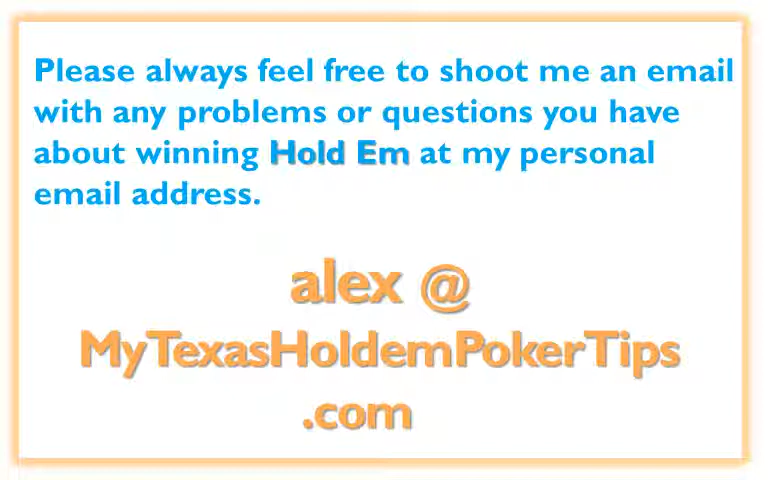 Please always feel free to shoot me an email
with any problems or questions you have
about winning Hold Em at my personal
email address.
alex @
MyTexasHoldemPokerTips
.com